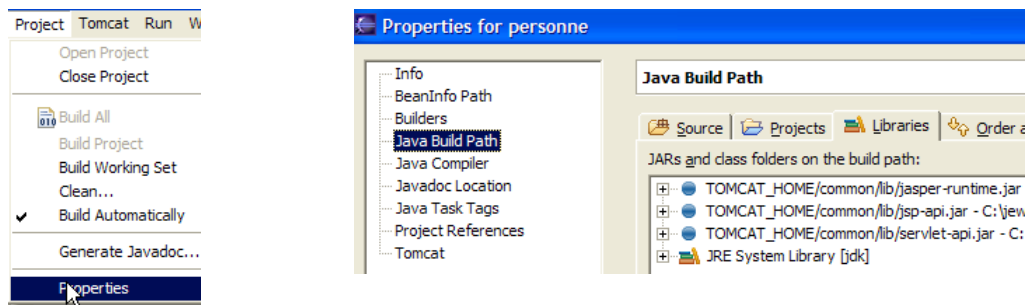 Project Tomcat Run W
Open Project
Close Project
010 Build All
Build Project
Build Working Set
Clean...
Build Automatically
Generate Javadoc...
Properties
Properties for personne
Info
BeanInfo Path
Builders
Java Build Path
Java Compiler
Javadoc Location
Java Task Tags
Project References
Tomcat
Java Build Path
Source Projects Libraries Order a
JARs and class folders on the build path:
TOMCAT_HOME/common/lib/jasper-runtime.jar
TOMCAT_HOME/common/lib/jsp-api.jar - C:\jew
TOMCAT_HOME/common/lib/servlet-api.jar - C:
JRE System Library [jdk]